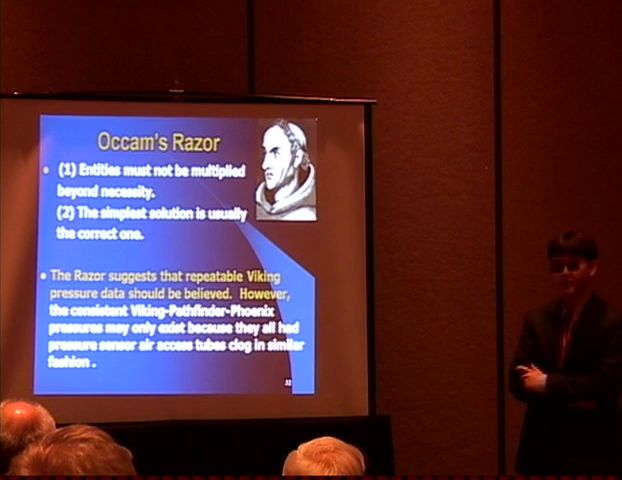 Occam's Razor
(1) Entities must not be multiplied
beyond necessity.
(2) The simplest solution is usually
the correct one.
The Razor suggests that repeatable Viking
pressure data should be believed. However,
the consistent Viking-Pathfinder-Phoenix
pressures may only exist because they all had
pressure sensor air access tubes clog in similar
fashion .
32